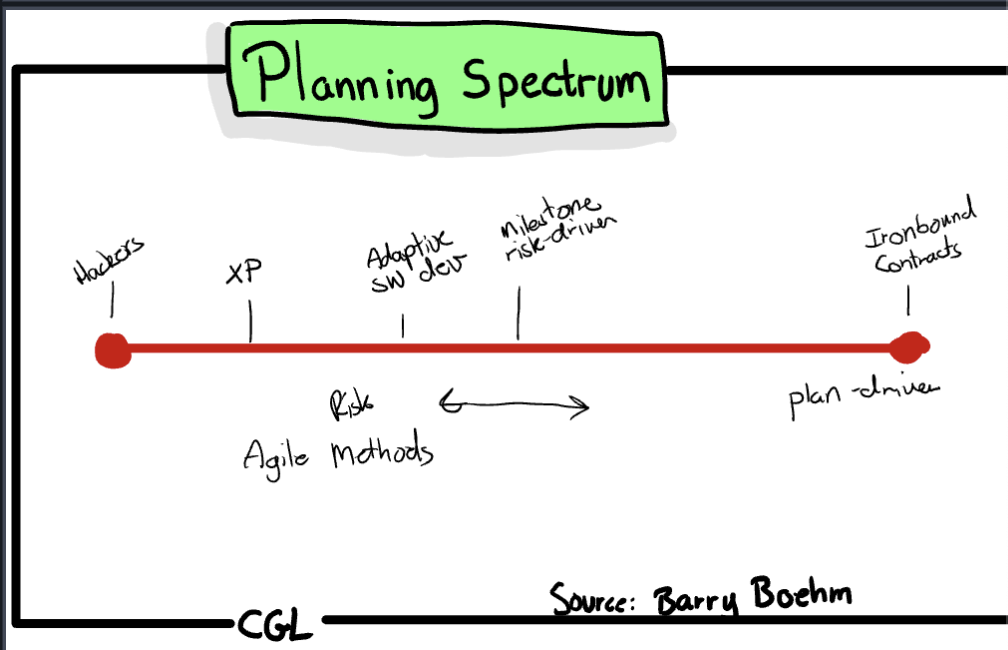 Planning Spectrum
Hackers
XP
Adaptive
sw dev
milestone
risk-driven
Ironbound
Contracts
Risk
Agile Methods
plan-driven
Source: Barry Boehm
CGL